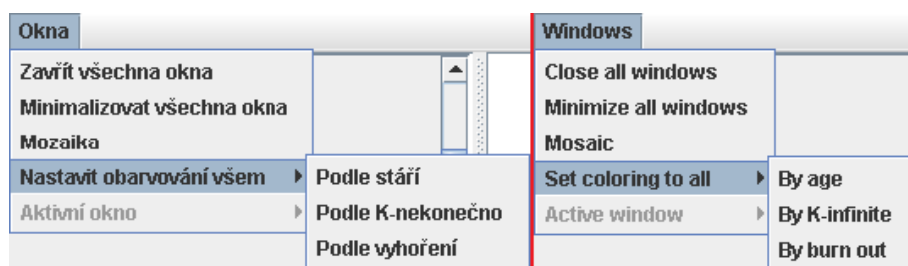 Okna
Zavřít všechna okna
Minimalizovat všechna okna
Mozaika
Nastavit obarvování všem
Aktivní okno
Podle stáří
Podle K-nekonečno
Podle vyhoření
Windows
Close all windows
Minimize all windows
Mosaic
Set coloring to all
Active window
By age
By K-infinite
By burn out